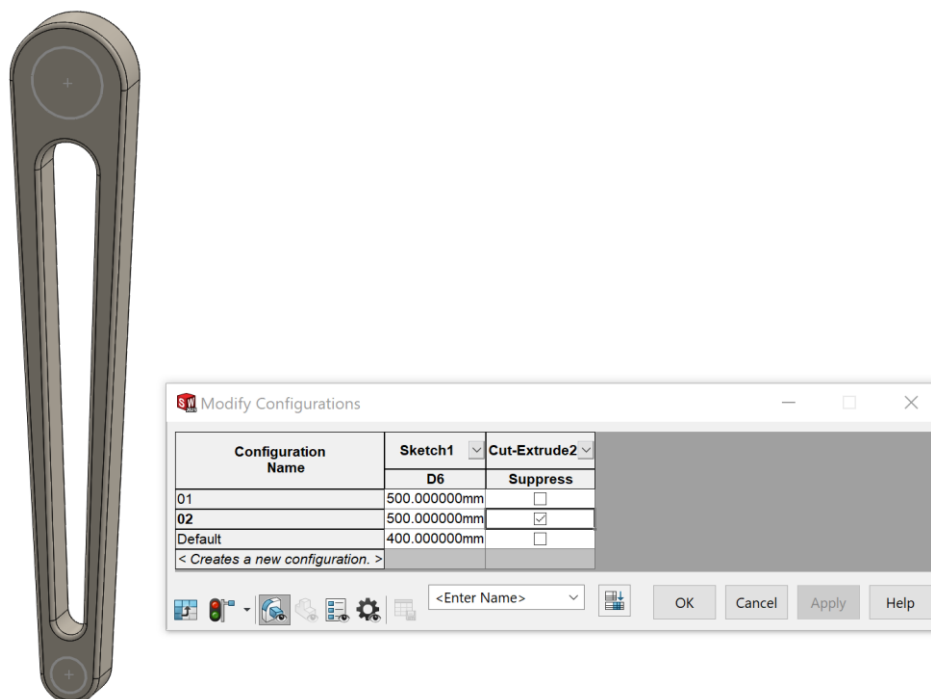 Modify Configurations
Configuration Name
Sketch1
Cut-Extrude2
D6
Suppress
01
500.000000mm
02
500.000000mm
Default
400.000000mm
< Creates a new configuration. >
<Enter Name>
OK
Cancel
Apply
Help